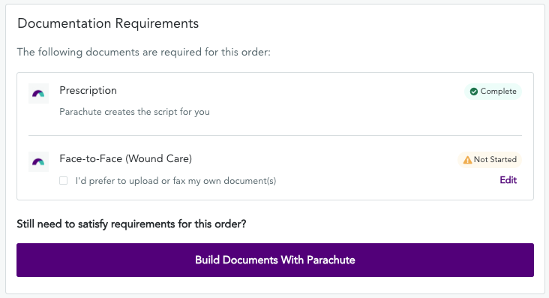 Documentation Requirements
The following documents are required for this order:
Prescription
Complete
Parachute creates the script for you
Face-to-Face (Wound Care)
Not Started
I'd prefer to upload or fax my own document(s)
Edit
Still need to satisfy requirements for this order?
Build Documents With Parachute